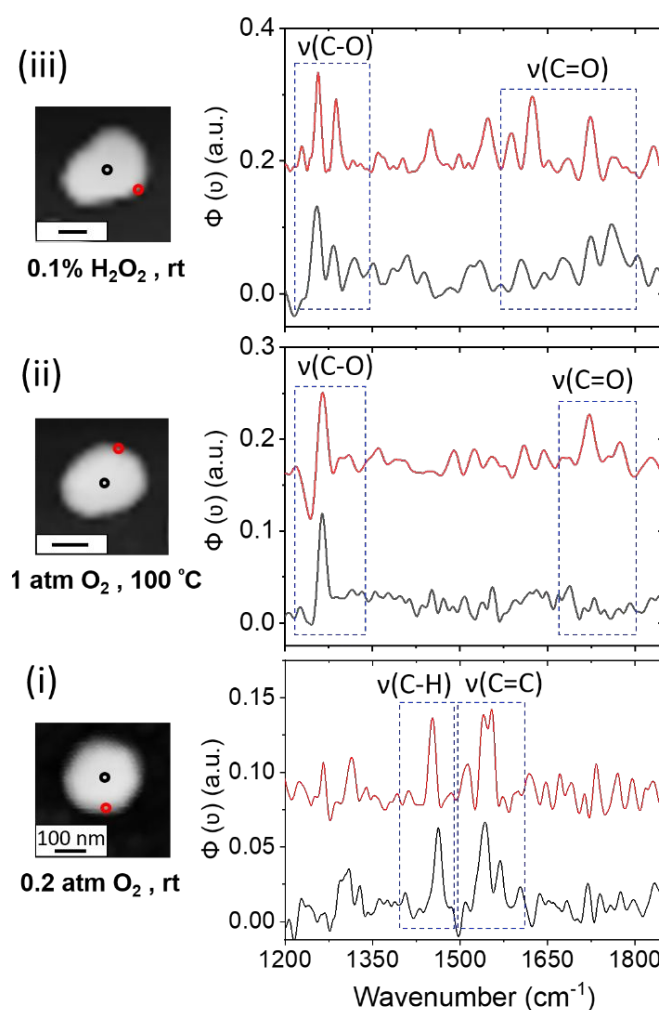 (iii)
0.1% H₂O₂ , rt
0.4
0.2
0.0
Φ (υ) (a.u.)
ν(C-O)
ν(C=O)
(ii)
1 atm O₂ , 100 °C
0.3
0.2
0.1
0.0
Φ (υ) (a.u.)
ν(C-O)
ν(C=O)
(i)
100 nm
0.2 atm O₂ , rt
0.15
0.10
0.05
0.00
Φ (υ) (a.u.)
ν(C-H)
ν(C=C)
1200
1350
1500
1650
1800
Wavenumber (cm⁻¹)